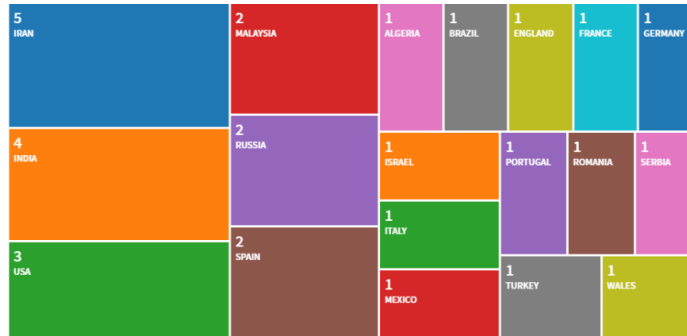 5
IRAN
4
INDIA
3
USA
2
MALAYSIA
2
RUSSIA
2
SPAIN
1
ALGERIA
1
BRAZIL
1
ENGLAND
1
FRANCE
1
GERMANY
1
ISRAEL
1
ITALY
1
MEXICO
1
PORTUGAL
1
ROMANIA
1
SERBIA
1
TURKEY
1
WALES